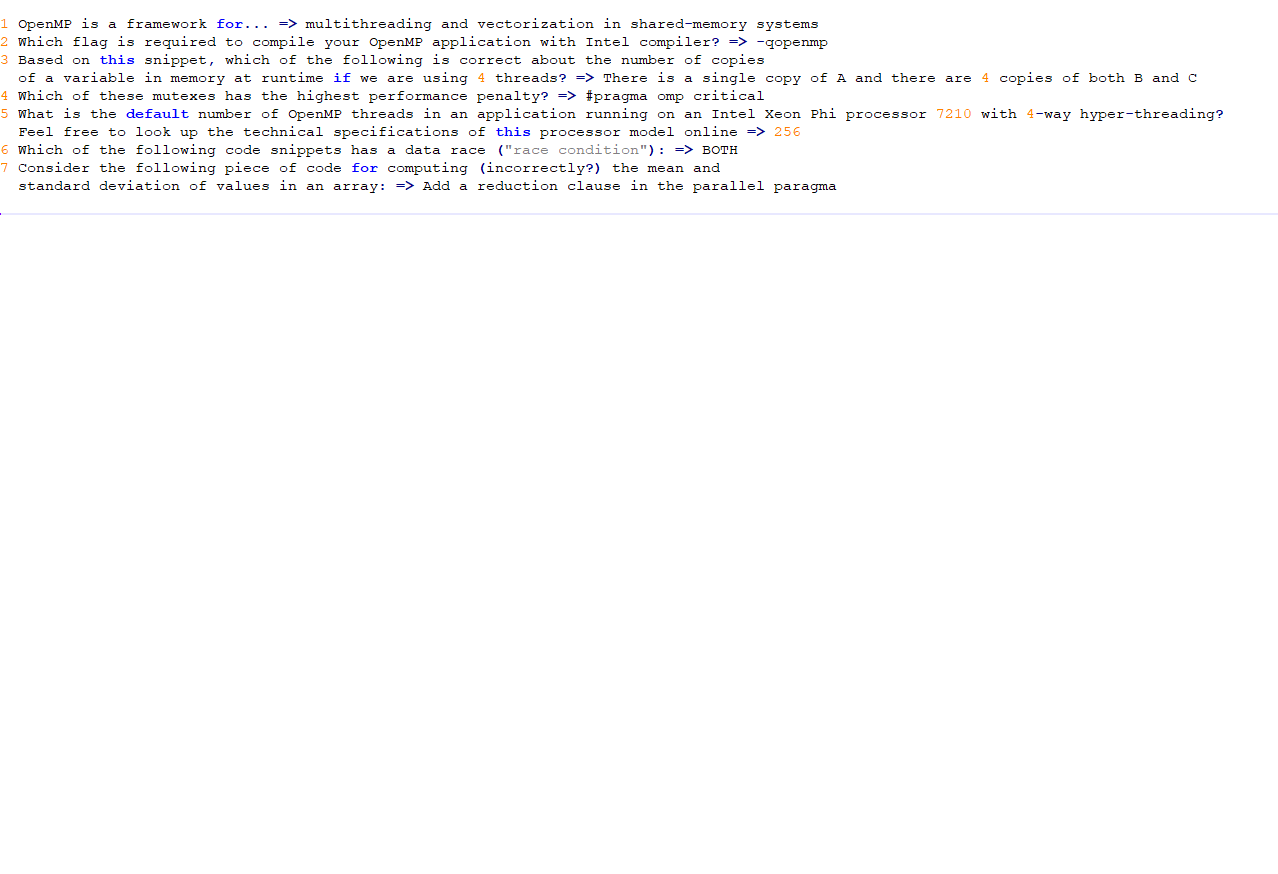 1 OpenMP is a framework for... => multithreading and vectorization in shared-memory systems
2 Which flag is required to compile your OpenMP application with Intel compiler? => -qopenmp
3 Based on this snippet, which of the following is correct about the number of copies
of a variable in memory at runtime if we are using 4 threads? => There is a single copy of A and there are 4 copies of both B and C
4 Which of these mutexes has the highest performance penalty? => #pragma omp critical
5 What is the default number of OpenMP threads in an application running on an Intel Xeon Phi processor 7210 with 4-way hyper-threading?
Feel free to look up the technical specifications of this processor model online => 256
6 Which of the following code snippets has a data race ("race condition"): => BOTH
7 Consider the following piece of code for computing (incorrectly?) the mean and
standard deviation of values in an array: => Add a reduction clause in the parallel paragma